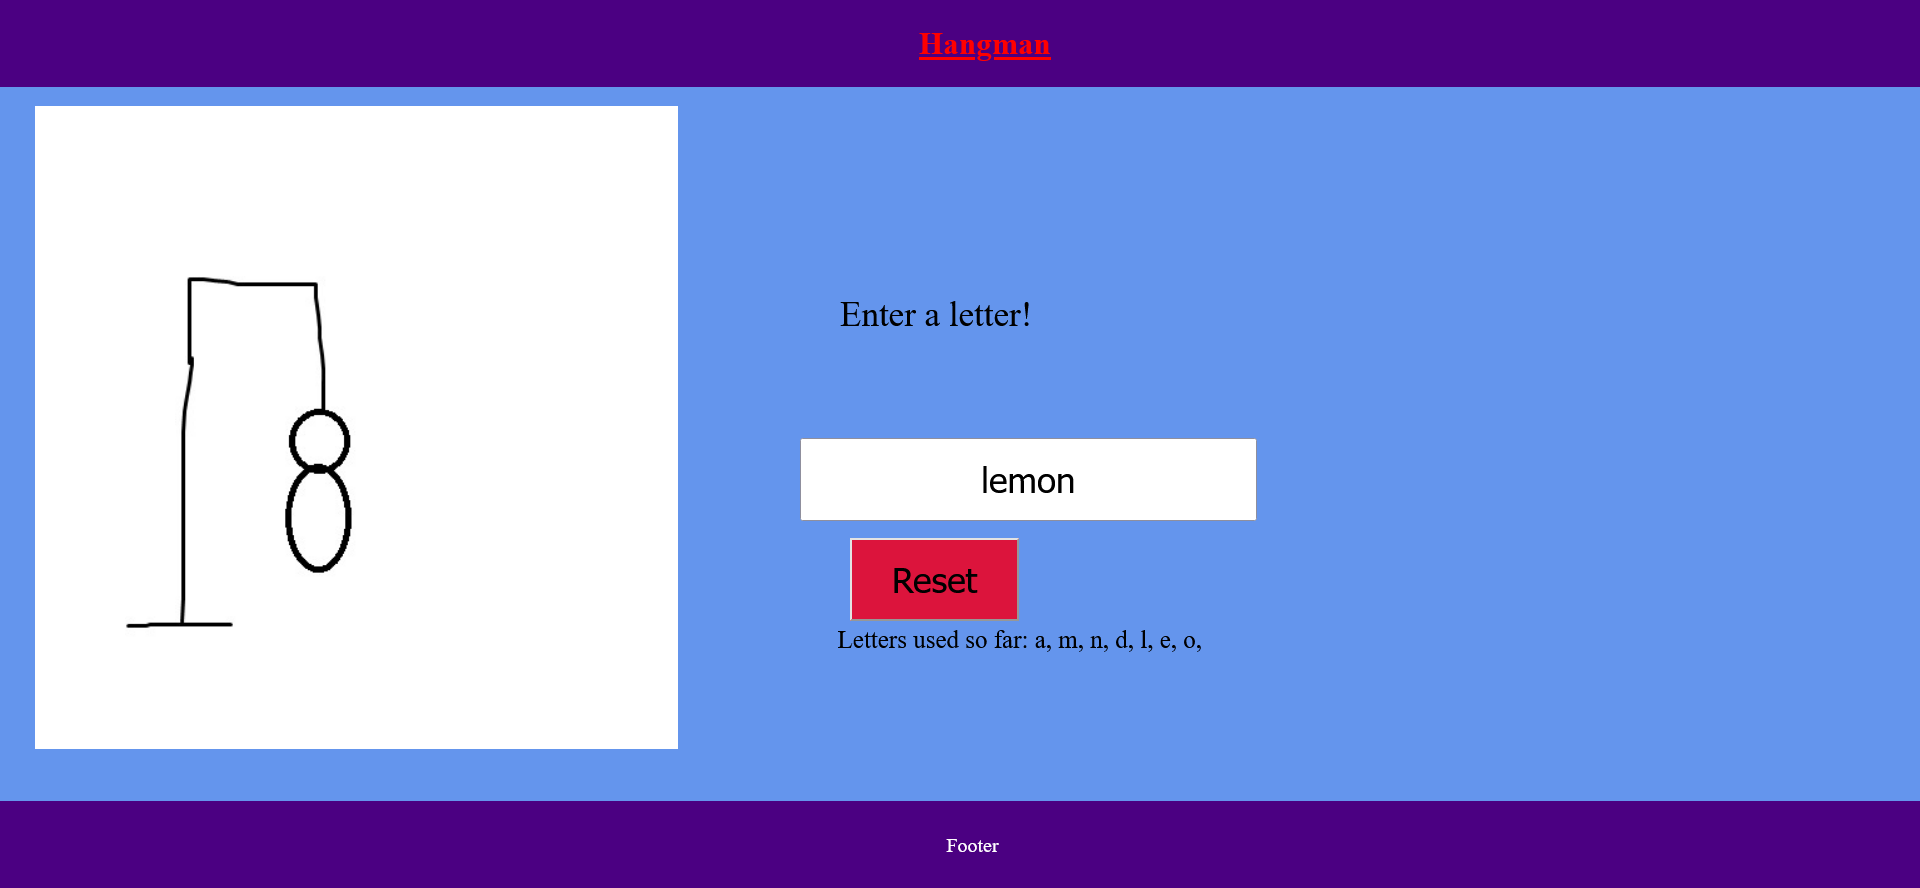 Hangman
Enter a letter!
lemon
Reset
Letters used so far: a, m, n, d, l, e, o,
Footer